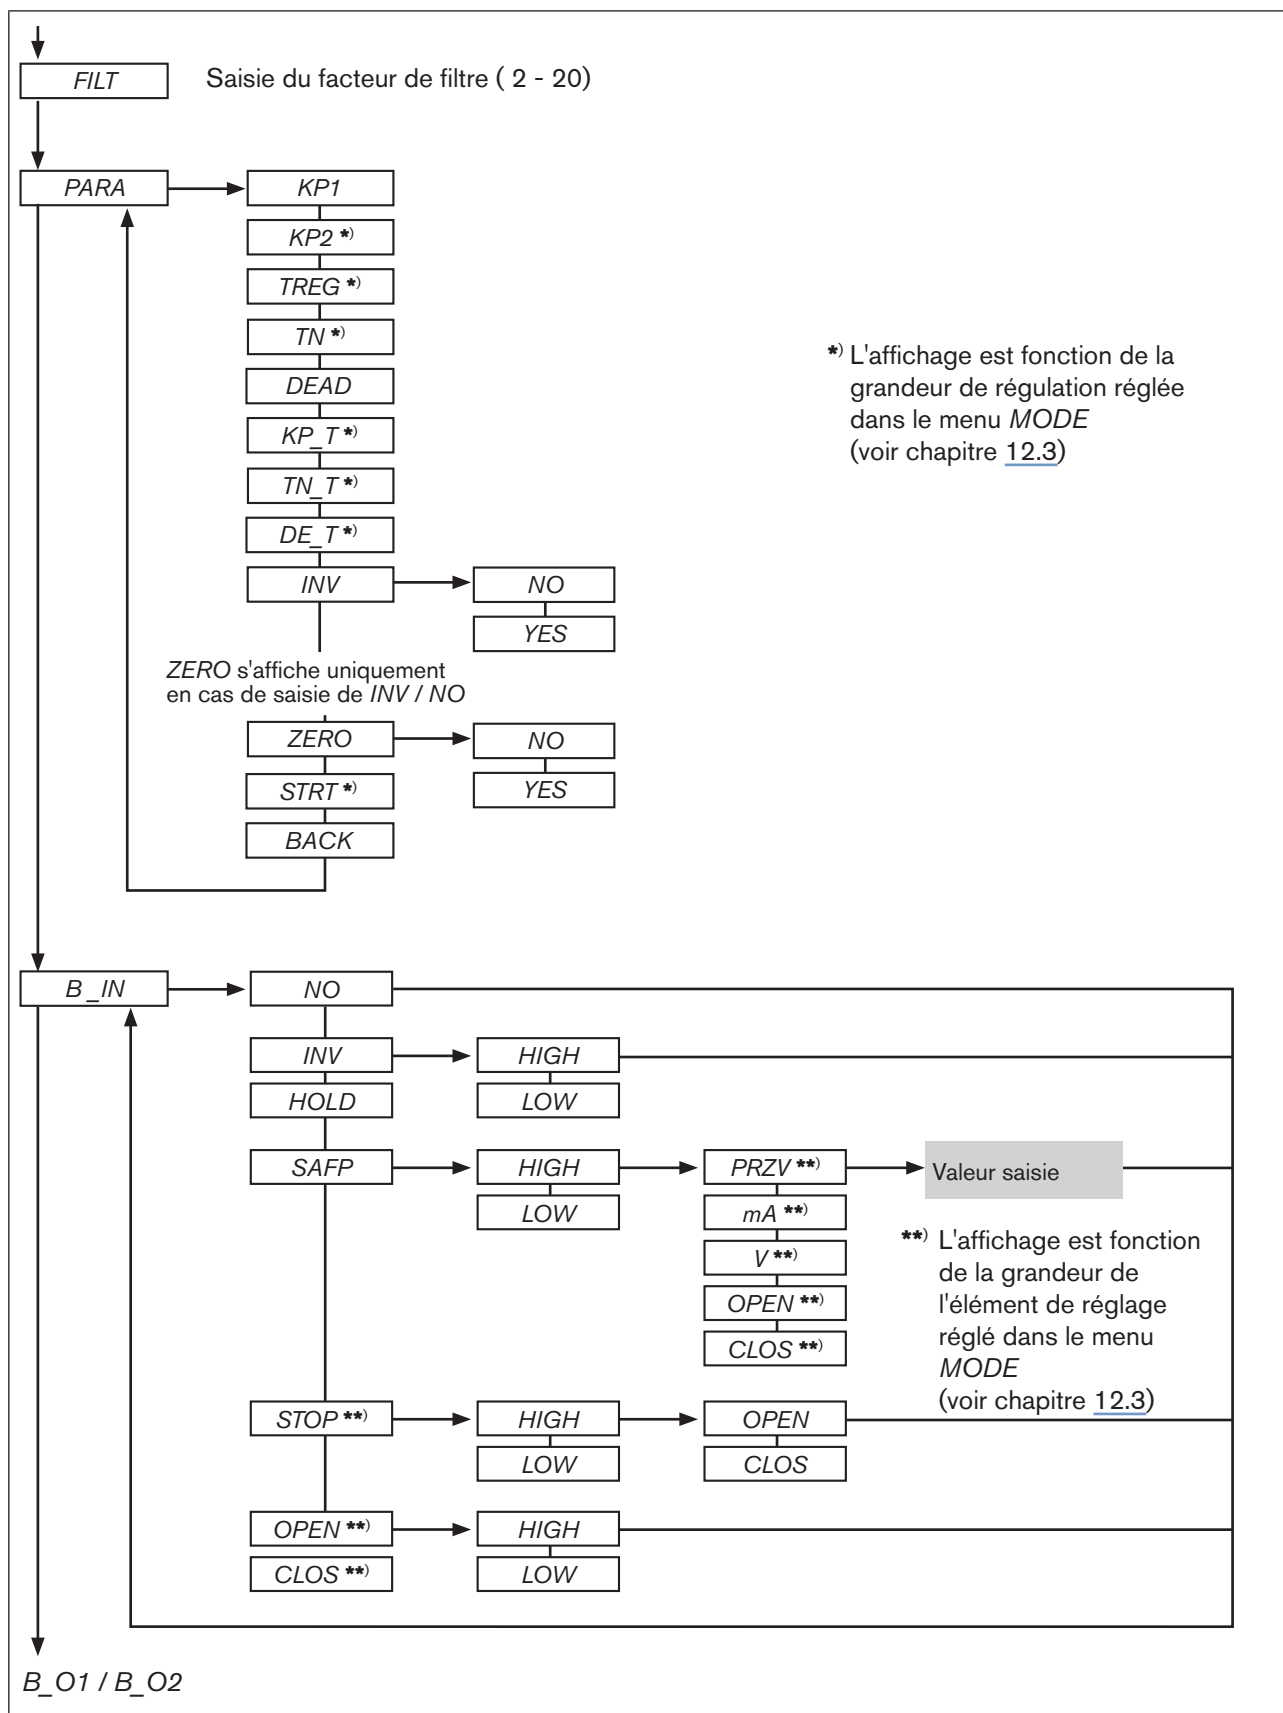 FILT
Saisie du facteur de filtre ( 2 - 20)
PARA
KP1
KP2 *)
TREG *)
TN *)
DEAD
KP_T *)
TN_T *)
DE_T *)
*) L'affichage est fonction de la
grandeur de régulation réglée
dans le menu MODE
(voir chapitre 12.3)
INV
NO
YES
ZERO s'affiche uniquement
en cas de saisie de INV / NO
ZERO
NO
YES
STRT *)
BACK
B _IN
NO
INV
HIGH
HOLD
LOW
SAFP
HIGH
PRZV **)
Valeur saisie
LOW
mA **)
V **)
OPEN **)
CLOS **)
**) L'affichage est fonction
de la grandeur de
l'élément de réglage
réglé dans le menu
MODE
(voir chapitre 12.3)
STOP **)
HIGH
OPEN
LOW
CLOS
OPEN **)
HIGH
CLOS **)
LOW
B_O1 / B_O2